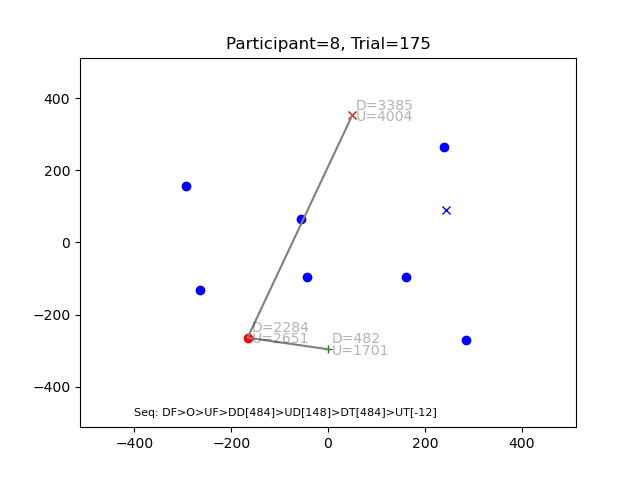 Participant=8, Trial=175
400
200
0
−200
−400
D=3385
U=4004
D=2284
U=2651
D=482
U=1701
Seq: DF>O>UF>DD[484]>UD[148]>DT[484]>UT[-12]
−400 −200 0 200 400